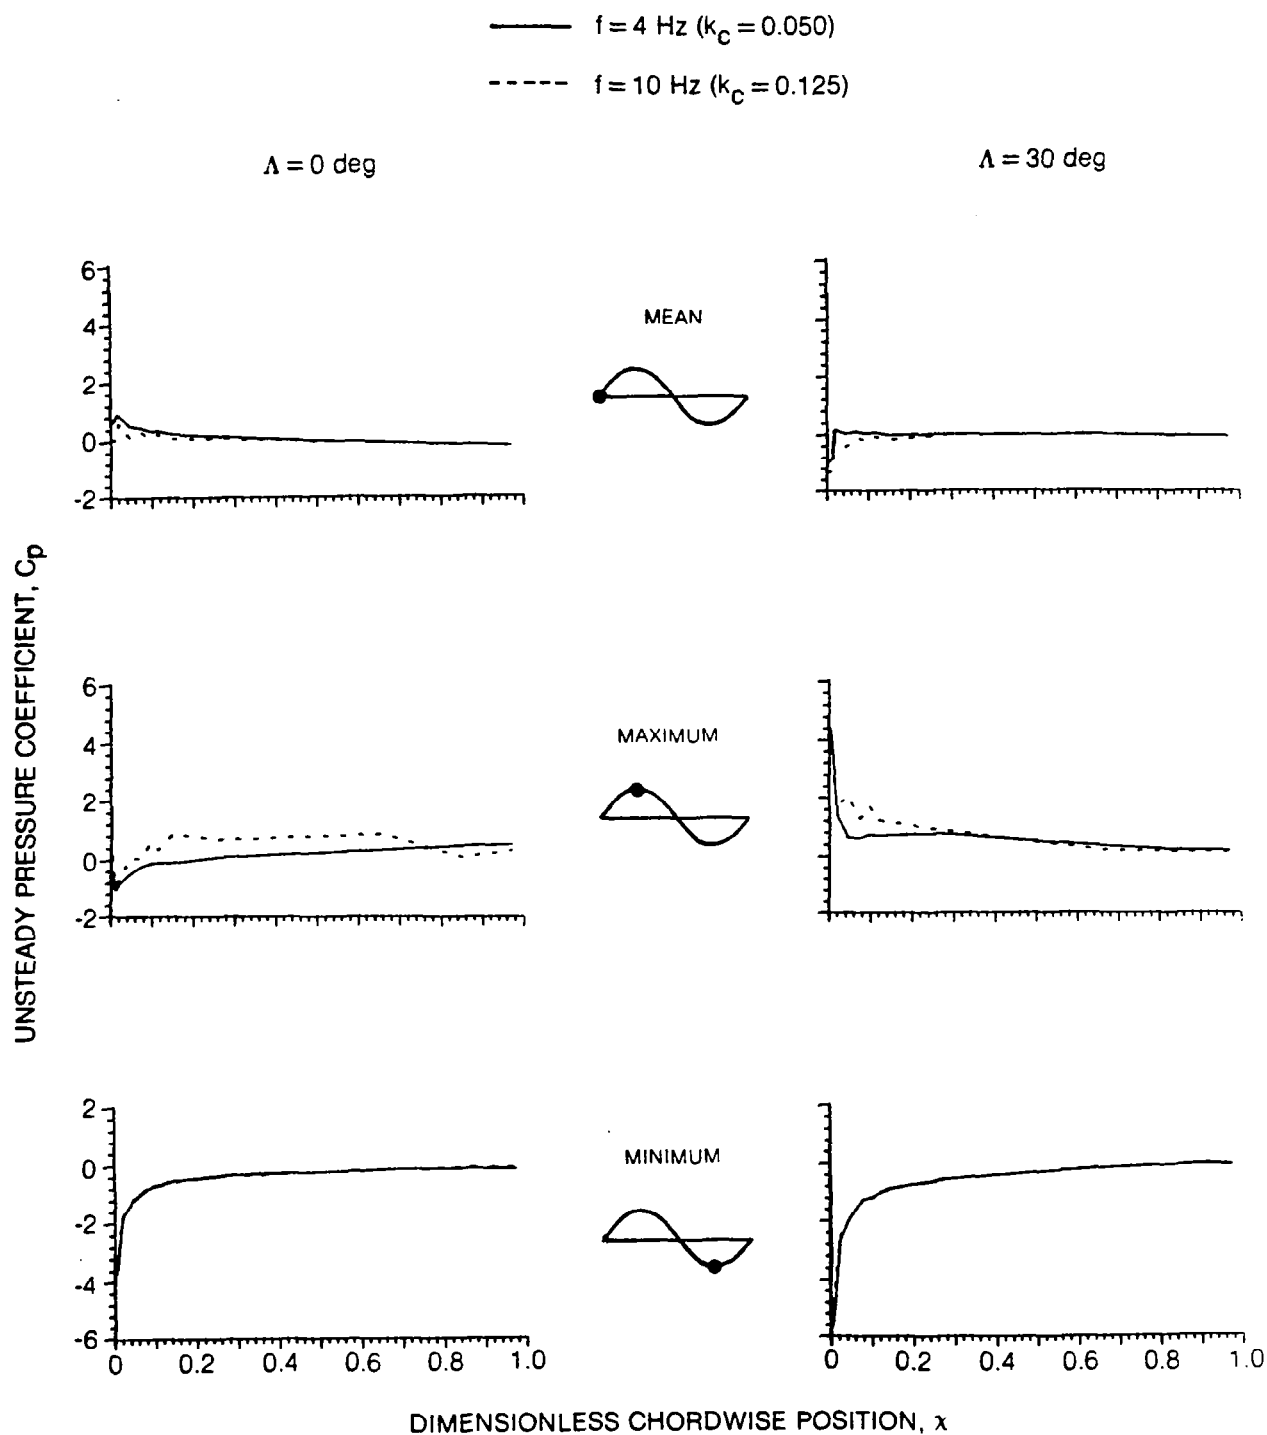 f = 4 Hz (kc = 0.050)
f = 10 Hz (kc = 0.125)
Λ = 0 deg
Λ = 30 deg
6
4
2
0
-2
MEAN
UNSTEADY PRESSURE COEFFICIENT, Cp
6
4
2
0
-2
MAXIMUM
2
0
-2
-4
-6
MINIMUM
0 0.2 0.4 0.6 0.8 1.0
0 0.2 0.4 0.6 0.8 1.0
DIMENSIONLESS CHORDWISE POSITION, χ